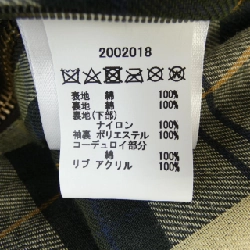 2002018
表地 綿 100%
裏地 綿 100%
裏地(下部)
ナイロン 100%
袖裏 ポリエステル 100%
コーデュロイ部分
綿 100%
リブ アクリル 100%